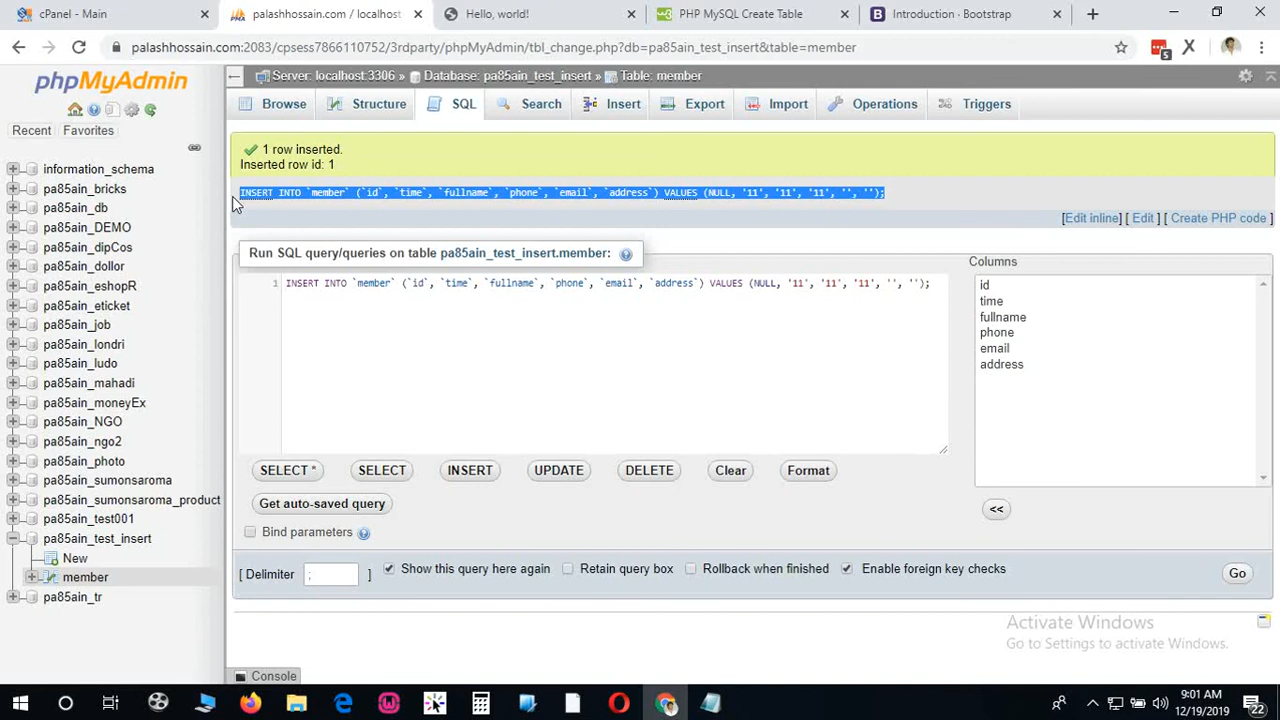 cPanel - Main
palashhossain.com / localhost
Hello, world!
PHP MySQL Create Table
Introduction · Bootstrap
palashhossain.com:2083/cpsess7866110752/3rdparty/phpMyAdmin/tbl_change.php?db=pa85ain_test_insert&table=member
5
phpMyAdmin
Recent
Favorites
information_schema
pa85ain_bricks
pa85ain_db
pa85ain_DEMO
pa85ain_dipCos
pa85ain_dollor
pa85ain_eshopR
pa85ain_eticket
pa85ain_job
pa85ain_londri
pa85ain_ludo
pa85ain_mahadi
pa85ain_moneyEx
pa85ain_NGO
pa85ain_ngo2
pa85ain_photo
pa85ain_sumonsaroma
pa85ain_sumonsaroma_product
pa85ain_test001
pa85ain_test_insert
New
member
pa85ain_tr
Server: localhost:3306 » Database: pa85ain_test_insert » Table: member
Browse Structure SQL Search Insert Export Import Operations Triggers
1 row inserted.
Inserted row id: 1
INSERT INTO `member` (`id`, `time`, `fullname`, `phone`, `email`, `address`) VALUES (NULL, '11', '11', '11', '', '');
[Edit inline] [ Edit ] [ Create PHP code ]
Run SQL query/queries on table pa85ain_test_insert.member:
1 INSERT INTO `member` (`id`, `time`, `fullname`, `phone`, `email`, `address`) VALUES (NULL, '11', '11', '11', '', '');
Columns
id
time
fullname
phone
email
address
SELECT * SELECT INSERT UPDATE DELETE Clear Format
Get auto-saved query
<<
Bind parameters
[ Delimiter ; ] Show this query here again Retain query box Rollback when finished Enable foreign key checks Go
Activate Windows
Go to Settings to activate Windows.
Console
9:01 AM
12/19/2019
22